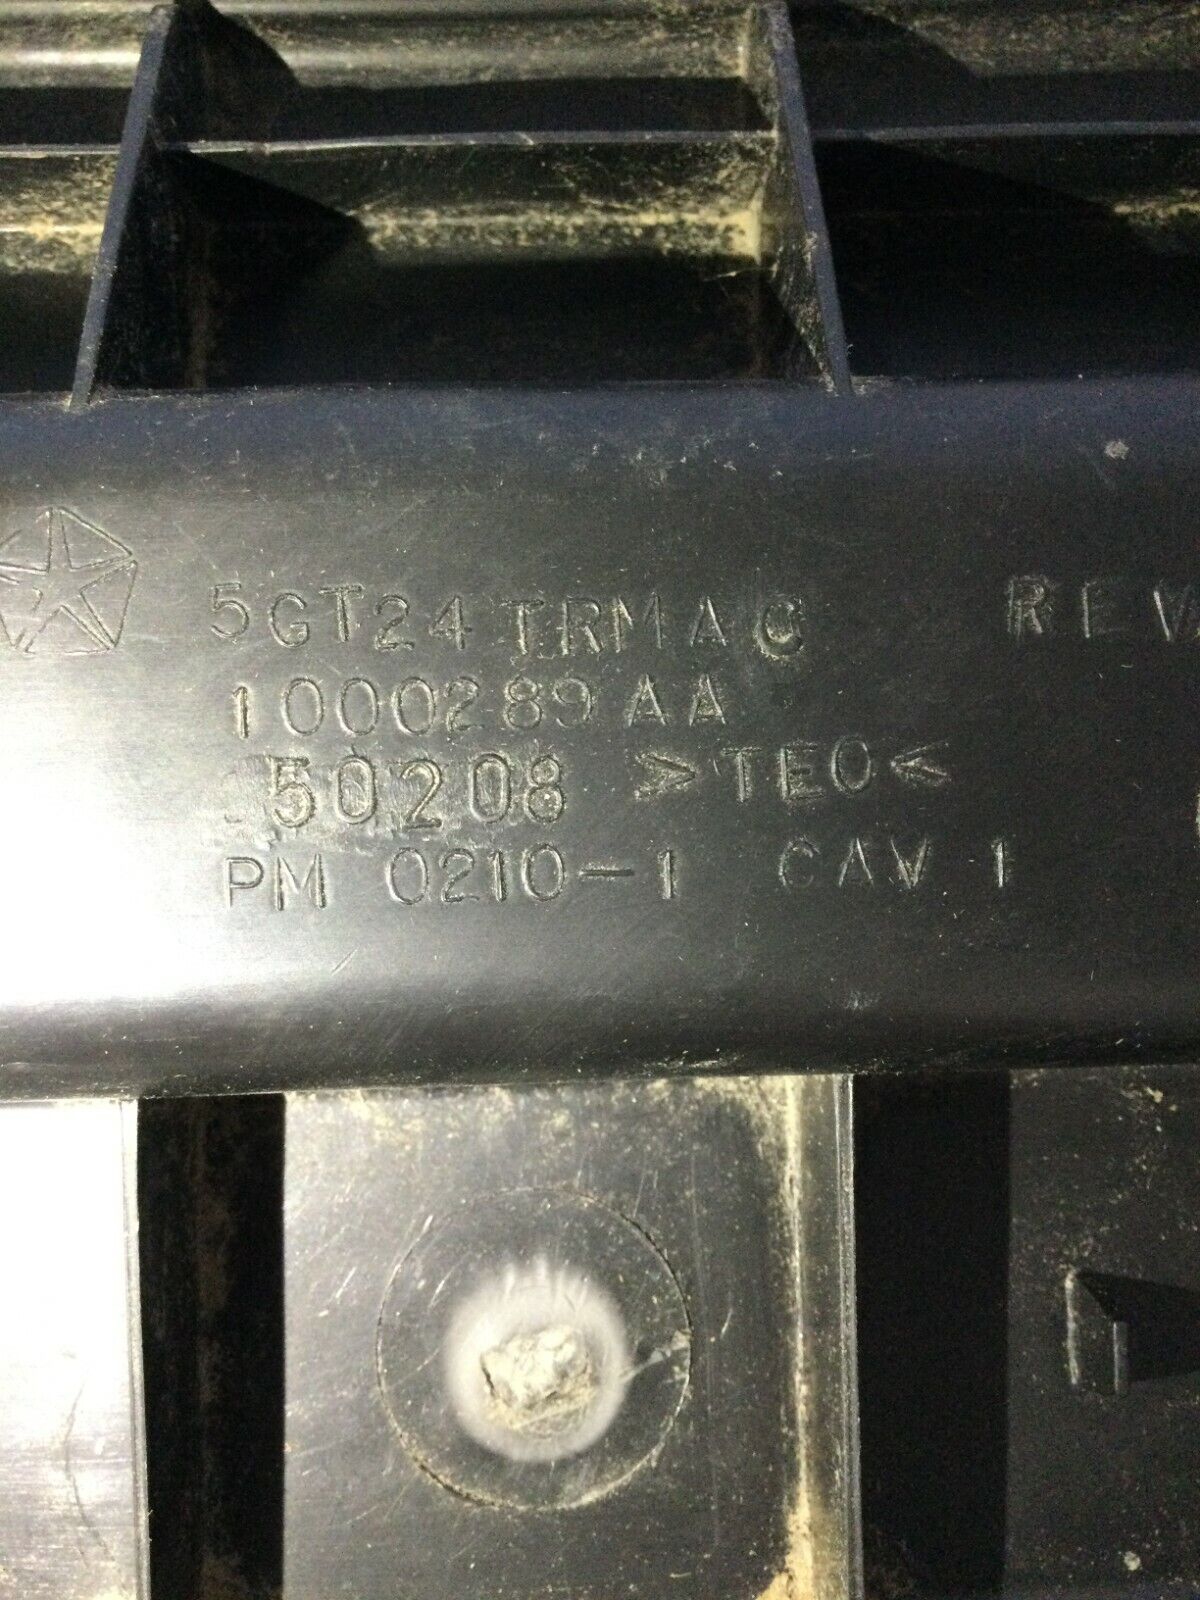 5GT24TRMAC REV
1000289AA
50208 >TEO<
PM 0210-1 CAV 1